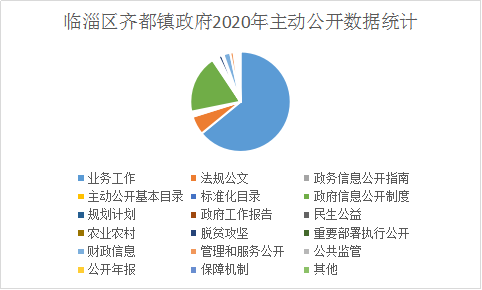 临淄区齐都镇政府2020年主动公开数据统计
业务工作 法规公文 政务信息公开指南
主动公开基本目录 标准化目录 政府信息公开制度
规划计划 政府工作报告 民生公益
农业农村 脱贫攻坚 重要部署执行公开
财政信息 管理和服务公开 公共监管
公开年报 保障机制 其他